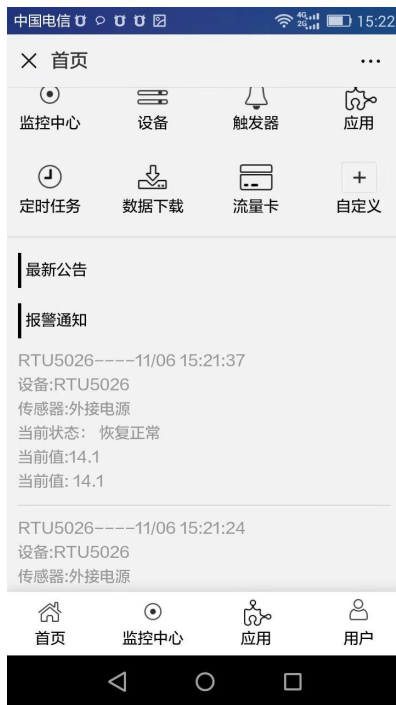 中国电信 4G 2G 15:22
首页
监控中心 设备 触发器 应用
定时任务 数据下载 流量卡 自定义
最新公告
报警通知
RTU5026----11/06 15:21:37
设备:RTU5026
传感器:外接电源
当前状态: 恢复正常
当前值:14.1
当前值: 14.1
RTU5026----11/06 15:21:24
设备:RTU5026
传感器:外接电源
首页 监控中心 应用 用户